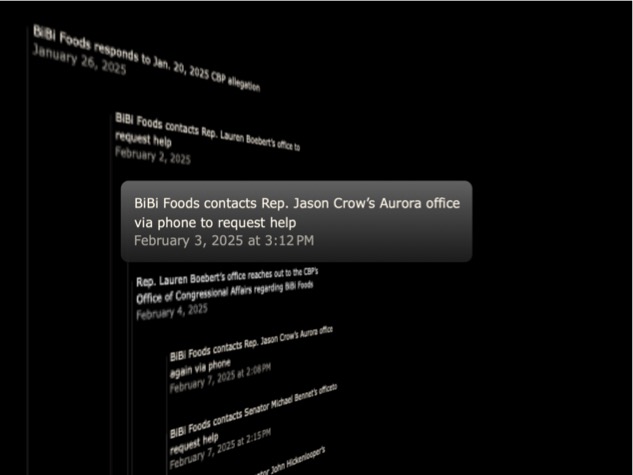 BiBi Foods responds to Jan. 20, 2025 CBP allegation
January 26, 2025
BiBi Foods contacts Rep. Lauren Boebert's office to
request help
February 2, 2025
BiBi Foods contacts Rep. Jason Crow's Aurora office
via phone to request help
February 3, 2025 at 3:12 PM
Rep. Lauren Boebert's office reaches out to the CBP's
Office of Congressional Affairs regarding BiBi Foods
February 4, 2025
BiBi Foods contacts Rep. Jason Crow's Aurora office
again via phone
February 7, 2025 at 2:08 PM
BiBi Foods contacts Senator Michael Bennet's officeto
request help
February 7, 2025 at 2:15 PM
ator John Hickenlooper's